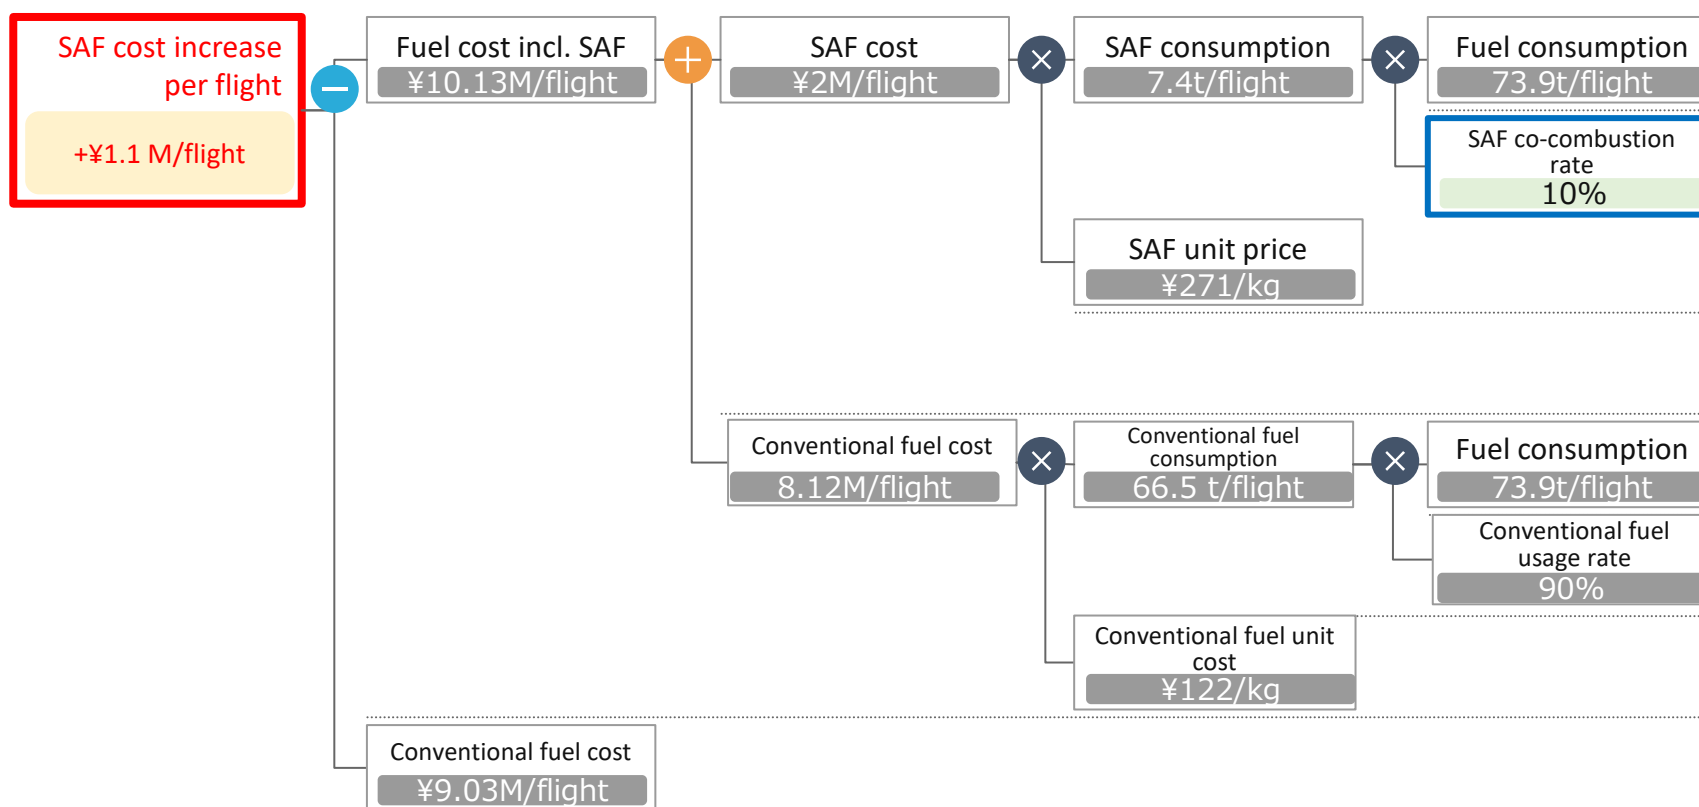 SAF cost increase
per flight
+¥1.1 M/flight
Fuel cost incl. SAF
¥10.13M/flight
SAF cost
¥2M/flight
SAF consumption
7.4t/flight
Fuel consumption
73.9t/flight
SAF co-combustion
rate
10%
SAF unit price
¥271/kg
Conventional fuel cost
8.12M/flight
Conventional fuel
consumption
66.5 t/flight
Fuel consumption
73.9t/flight
Conventional fuel
usage rate
90%
Conventional fuel unit
cost
¥122/kg
Conventional fuel cost
¥9.03M/flight